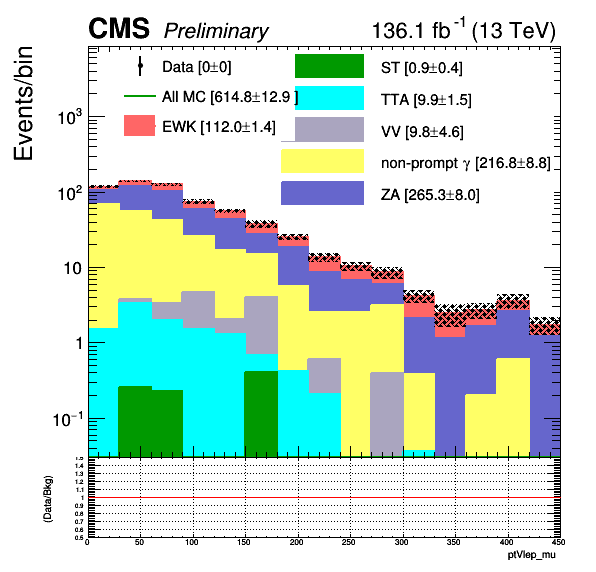 CMS Preliminary 136.1 fb⁻¹ (13 TeV)
Events/bin
Data [0±0]
All MC [614.8±12.9 ]
EWK [112.0±1.4]
ST [0.9±0.4]
TTA [9.9±1.5]
VV [9.8±4.6]
non-prompt γ [216.8±8.8]
ZA [265.3±8.0]
10³
10²
10
1
10⁻¹
(Data/Bkg)
1.5
1.4
1.3
1.2
1.1
1
0.9
0.8
0.7
0.6
0.5
0 50 100 150 200 250 300 350 400 450
ptVlep_mu